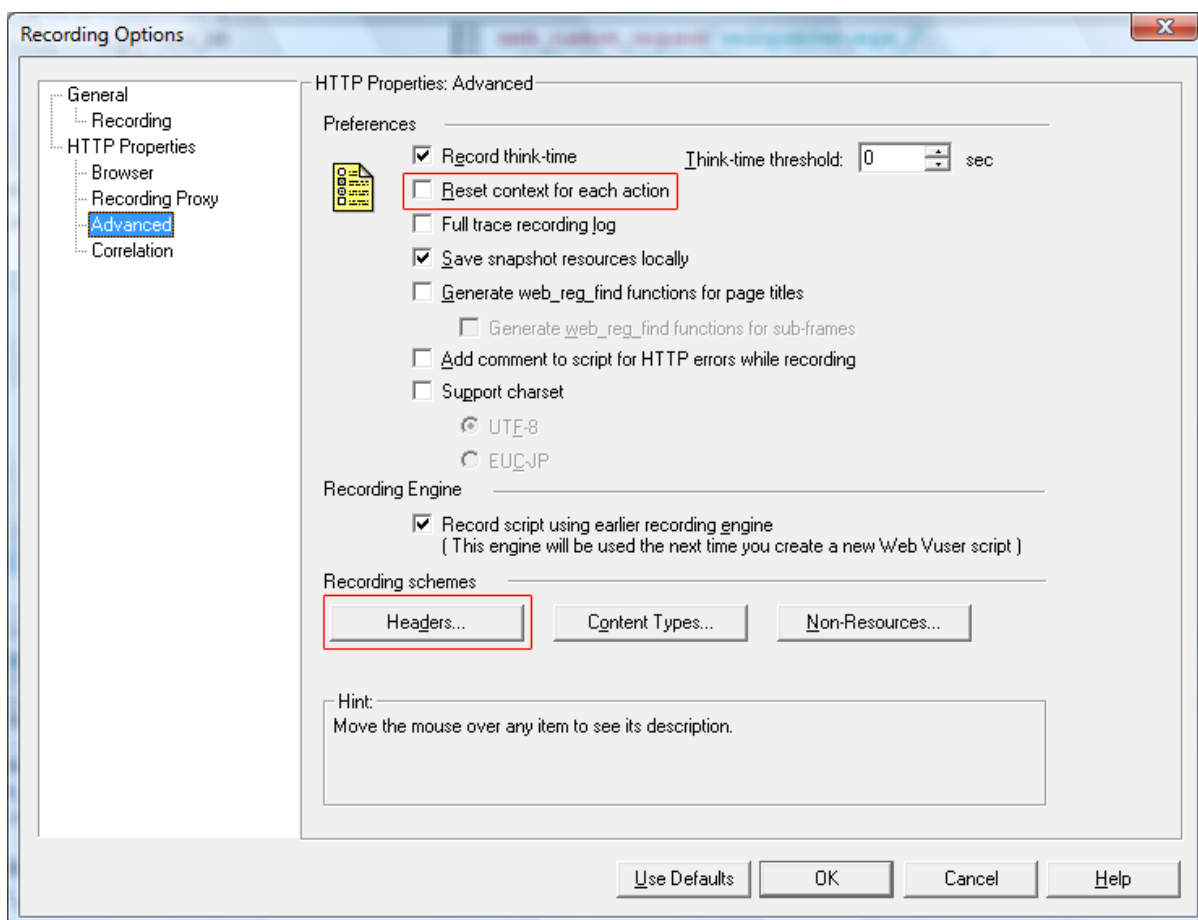 Recording Options
General
Recording
HTTP Properties
Browser
Recording Proxy
Advanced
Correlation
HTTP Properties: Advanced
Preferences
Record think-time
Think-time threshold: 0 sec
Reset context for each action
Full trace recording log
Save snapshot resources locally
Generate web_reg_find functions for page titles
Generate web_reg_find functions for sub-frames
Add comment to script for HTTP errors while recording
Support charset
UTF-8
EUC-JP
Recording Engine
Record script using earlier recording engine
( This engine will be used the next time you create a new Web Vuser script )
Recording schemes
Headers... Content Types... Non-Resources...
Hint:
Move the mouse over any item to see its description.
Use Defaults OK Cancel Help